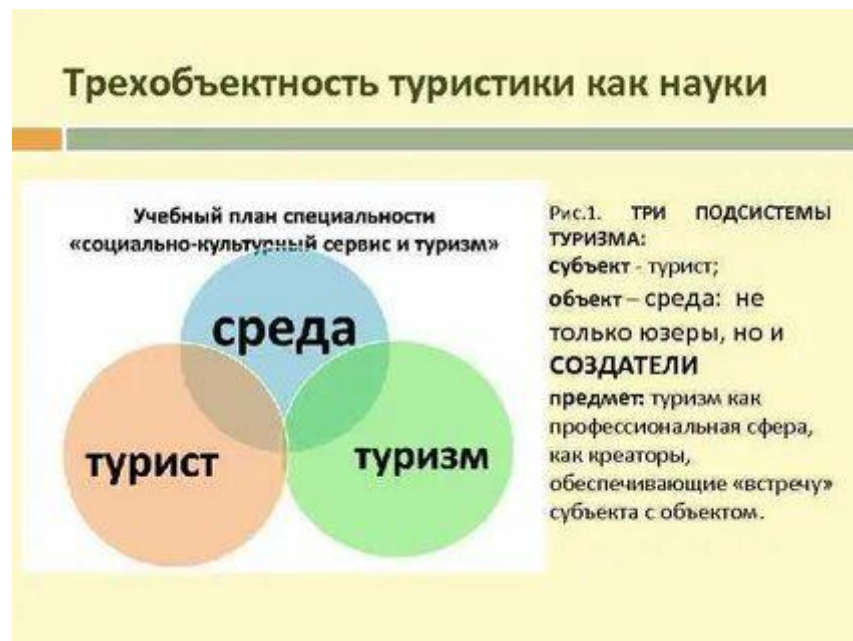 Трехобъектность туристики как науки
Учебный план специальности
«социально-культурный сервис и туризм»
среда
турист
туризм
Рис.1. ТРИ ПОДСИСТЕМЫ
ТУРИЗМА:
субъект - турист;
объект – среда: не
только юзеры, но и
СОЗДАТЕЛИ
предмет: туризм как
профессиональная сфера,
как креаторы,
обеспечивающие «встречу»
субъекта с объектом.